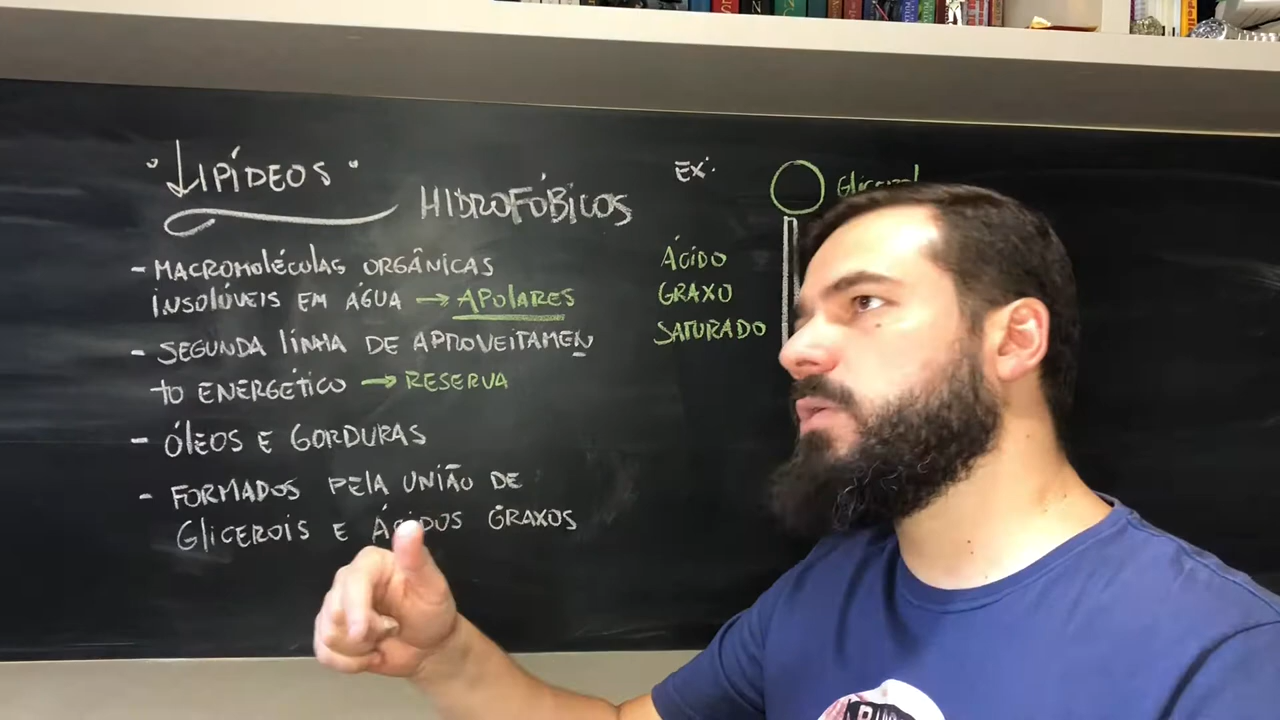 "LIPÍDEOS"
HIDROFÓBICOS
- MACROMOLÉCULAS ORGÂNICAS
INSOLÚVEIS EM ÁGUA → APOLARES
- SEGUNDA LINHA DE APROVEITAMEN
TO ENERGÉTICO → RESERVA
- ÓLEOS E GORDURAS
- FORMADOS PELA UNIÃO DE
GLICEROIS E ÁCIDOS GRAXOS
EX:
Glicerol
ÁCIDO
GRAXO
SATURADO